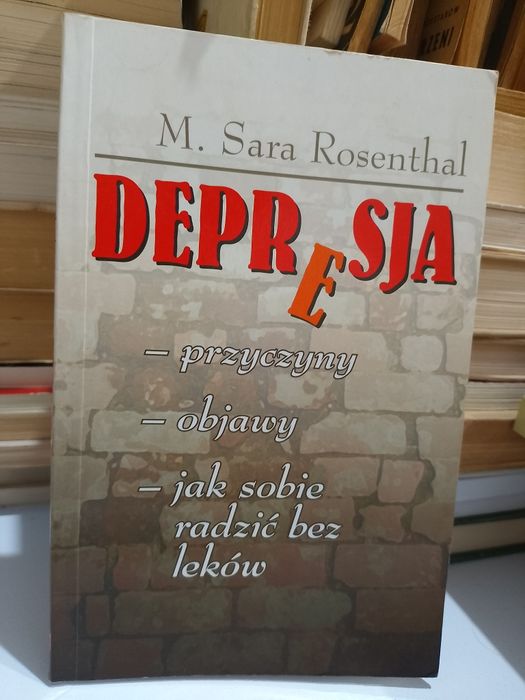 M. Sara Rosenthal
DEPRESJA
– przyczyny
– objawy
– jak sobie
radzić bez
leków